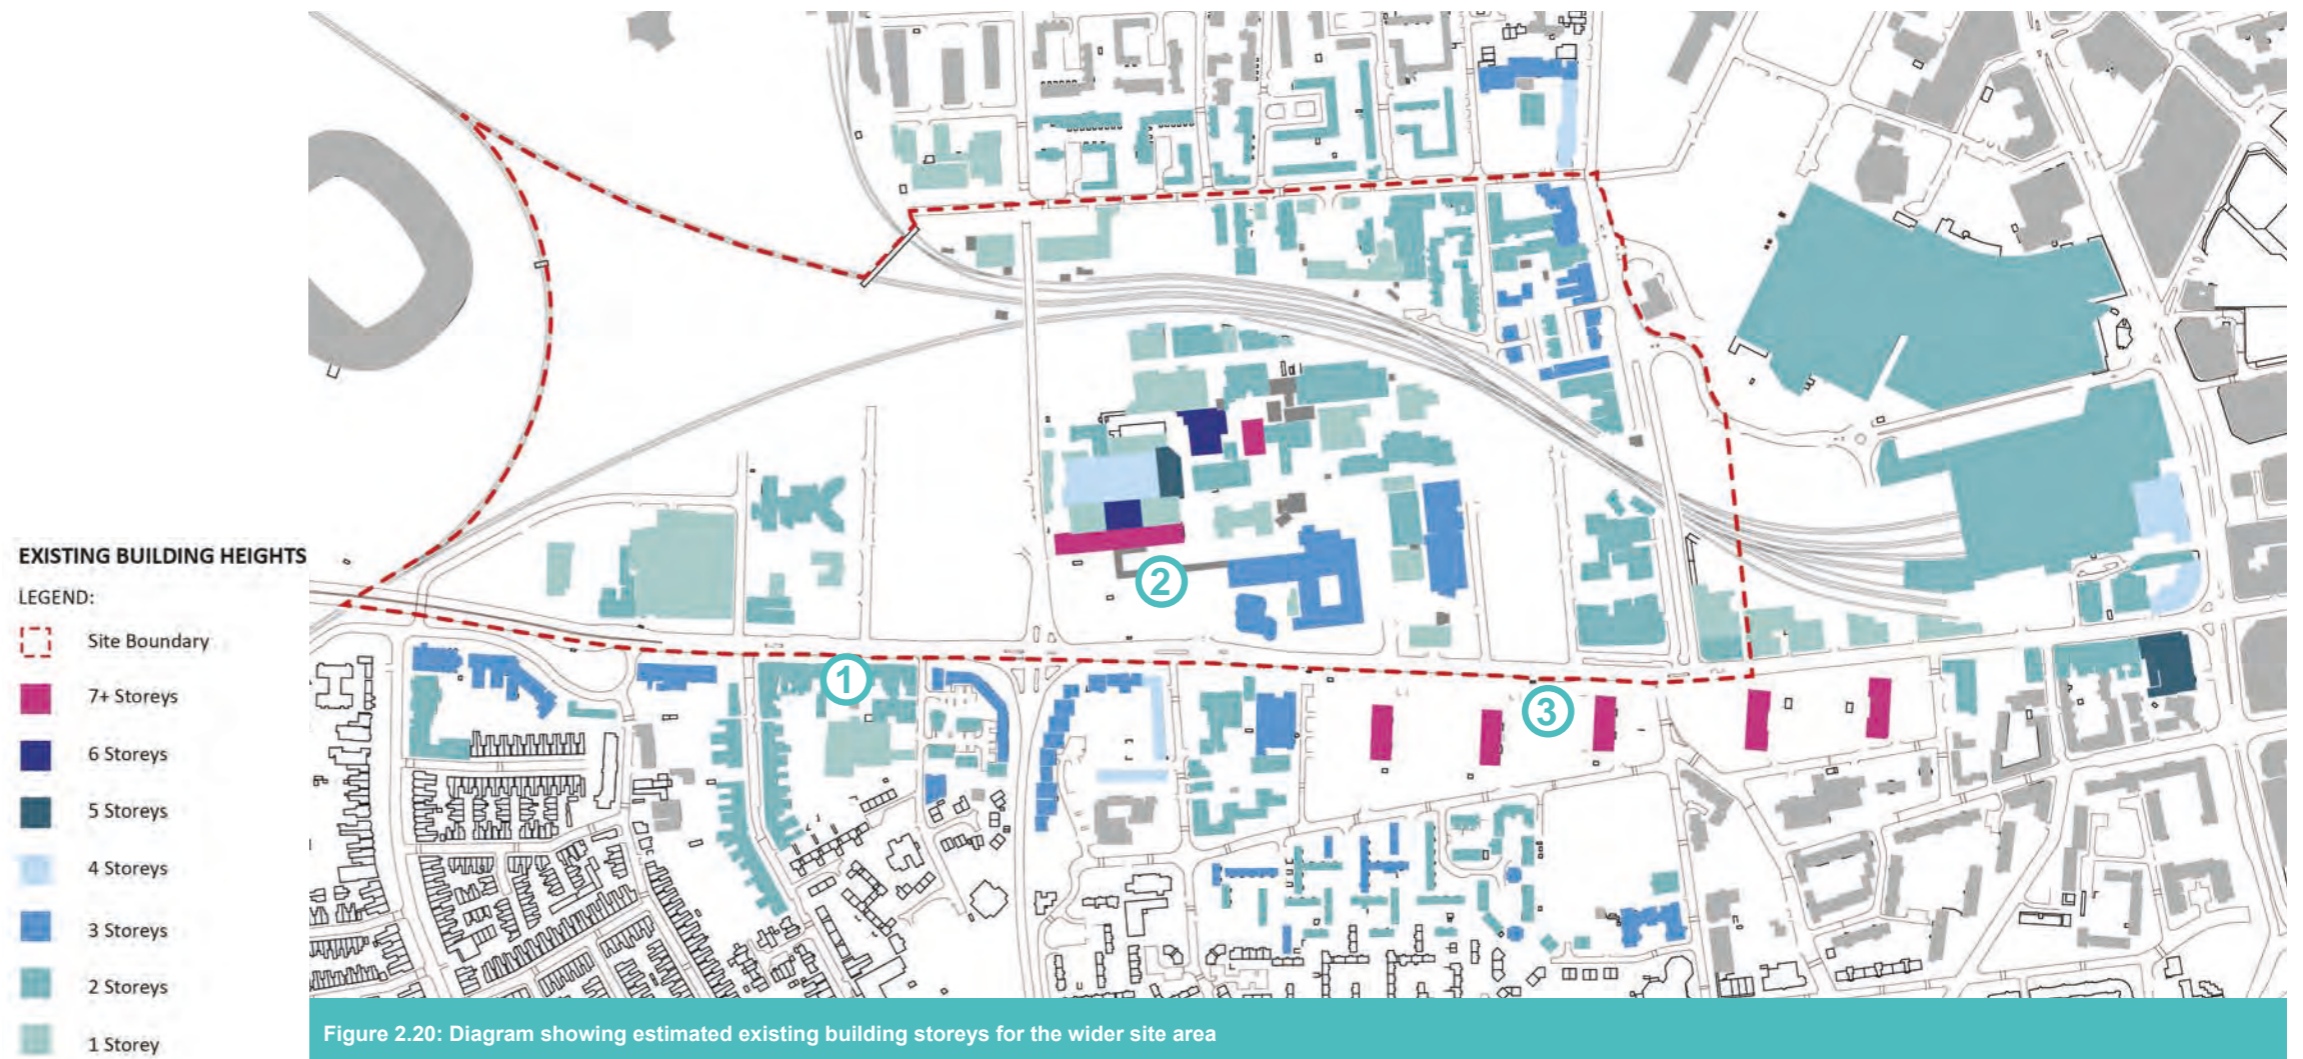 EXISTING BUILDING HEIGHTS
LEGEND:
Site Boundary
7+ Storeys
6 Storeys
5 Storeys
4 Storeys
3 Storeys
2 Storeys
1 Storey
2
1
3
Figure 2.20: Diagram showing estimated existing building storeys for the wider site area